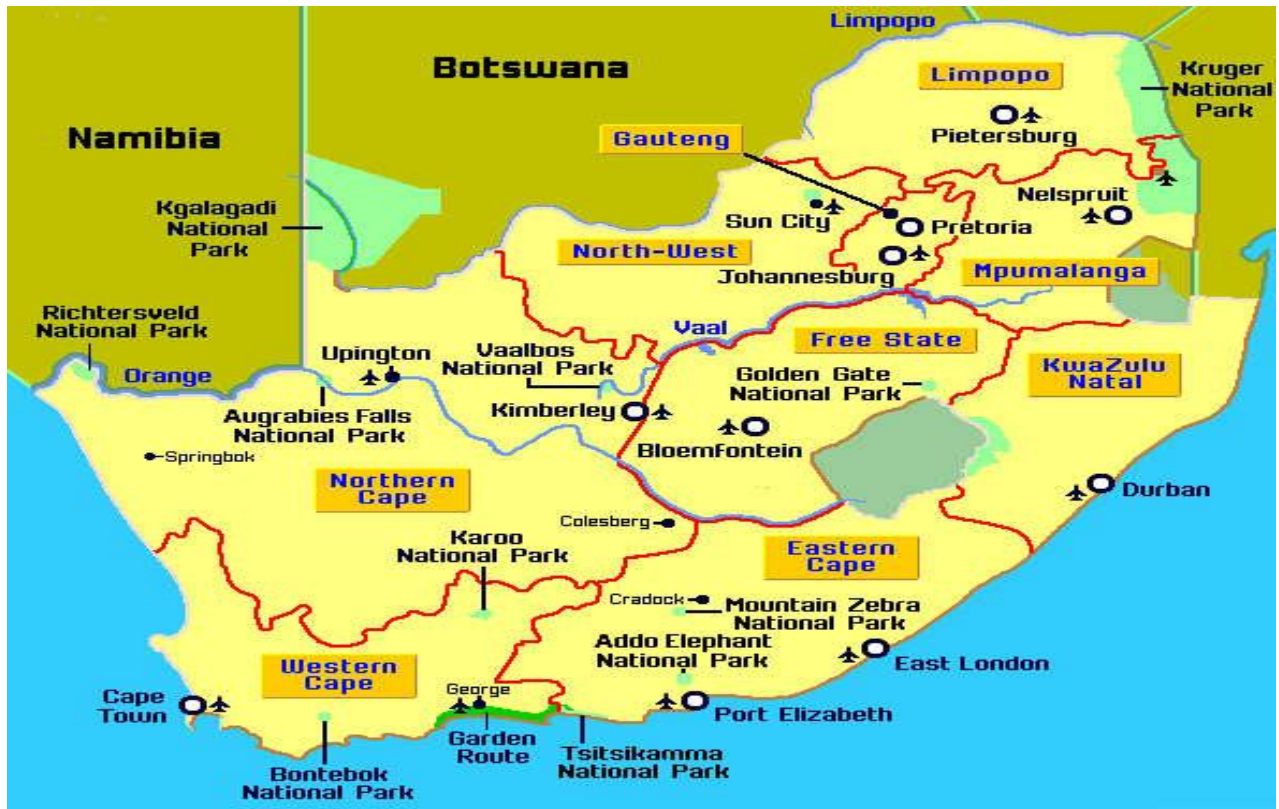 Limpopo
Botswana
Limpopo
Kruger
National
Park
Namibia
Gauteng
Pietersburg
Kgalagadi
National
Park
Nelspruit
Sun City
Pretoria
North-West
Johannesburg
Mpumalanga
Richtersveld
National Park
Vaal
Free State
Upington
Vaalbos
National Park
KwaZulu
Natal
Orange
Golden Gate
National Park
Augrabies Falls
National Park
Kimberley
Bloemfontein
Springbok
Northern
Cape
Durban
Colesberg
Karoo
National Park
Eastern
Cape
Cradock
Mountain Zebra
National Park
Addo Elephant
National Park
Western
Cape
East London
George
Cape
Town
Port Elizabeth
Garden
Route
Tsitsikamma
National Park
Bontebok
National Park